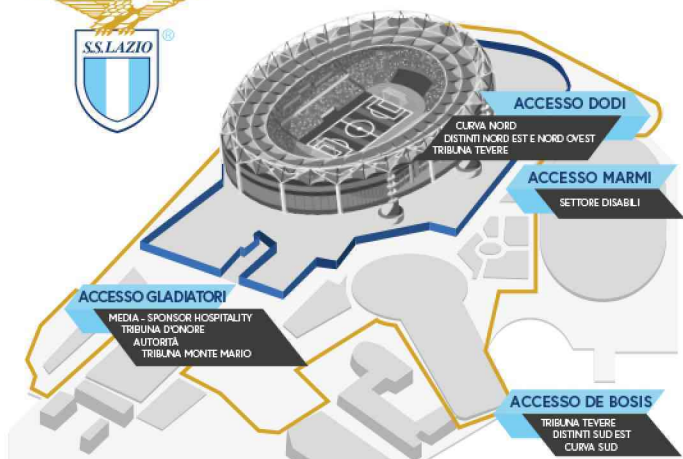 S.S.LAZIO
®
ACCESSO DODI
CURVA NORD
DISTINTI NORD EST E NORD OVEST
TRIBUNA TEVERE
ACCESSO MARMI
SETTORE DISABILI
ACCESSO GLADIATORI
MEDIA - SPONSOR HOSPITALITY
TRIBUNA D'ONORE
AUTORITÀ
TRIBUNA MONTE MARIO
ACCESSO DE BOSIS
TRIBUNA TEVERE
DISTINTI SUD EST
CURVA SUD